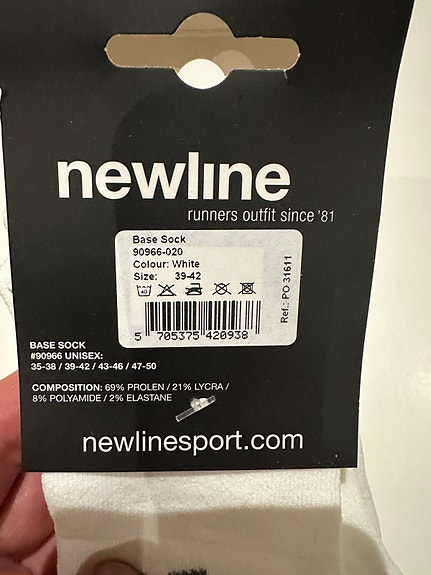 newline
runners outfit since '81
Base Sock
90966-020
Colour: White
Size: 39-42
40
5 705375 420938
Ref.: PO 31611
BASE SOCK
#90966 UNISEX:
35-38 / 39-42 / 43-46 / 47-50
COMPOSITION: 69% PROLEN / 21% LYCRA /
8% POLYAMIDE / 2% ELASTANE
newlinesport.com